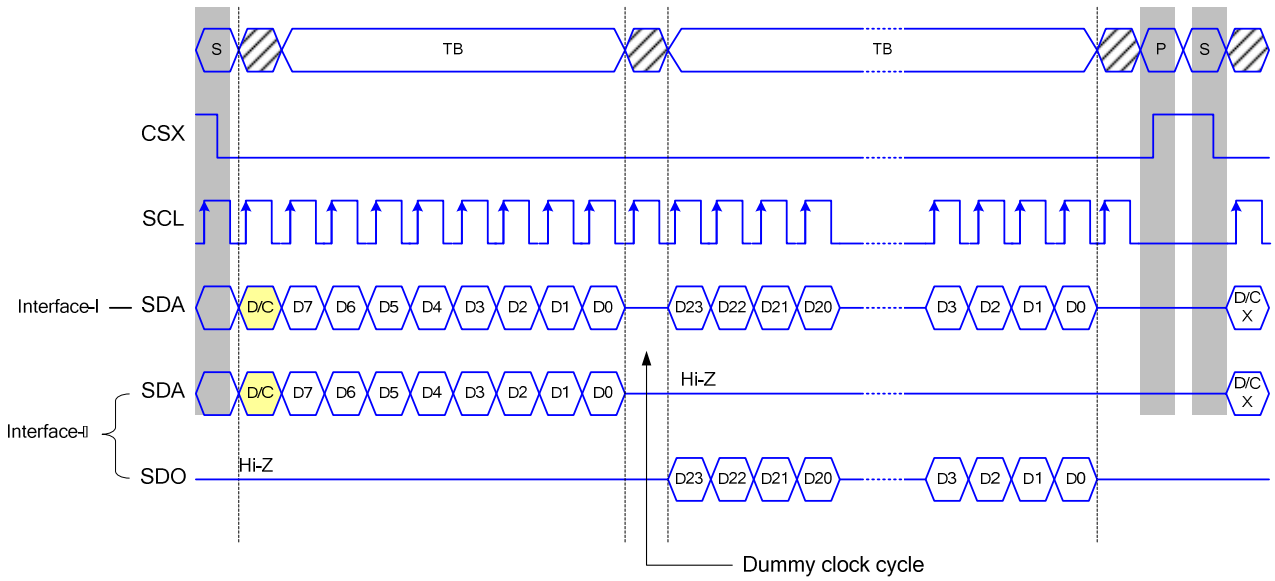 S TB TB P S
CSX
SCL
Interface-I SDA D/C D7 D6 D5 D4 D3 D2 D1 D0 D23 D22 D21 D20 D3 D2 D1 D0 D/C X
SDA D/C D7 D6 D5 D4 D3 D2 D1 D0 Hi-Z D/C X
Interface-▯
SDO Hi-Z D23 D22 D21 D20 D3 D2 D1 D0
Dummy clock cycle